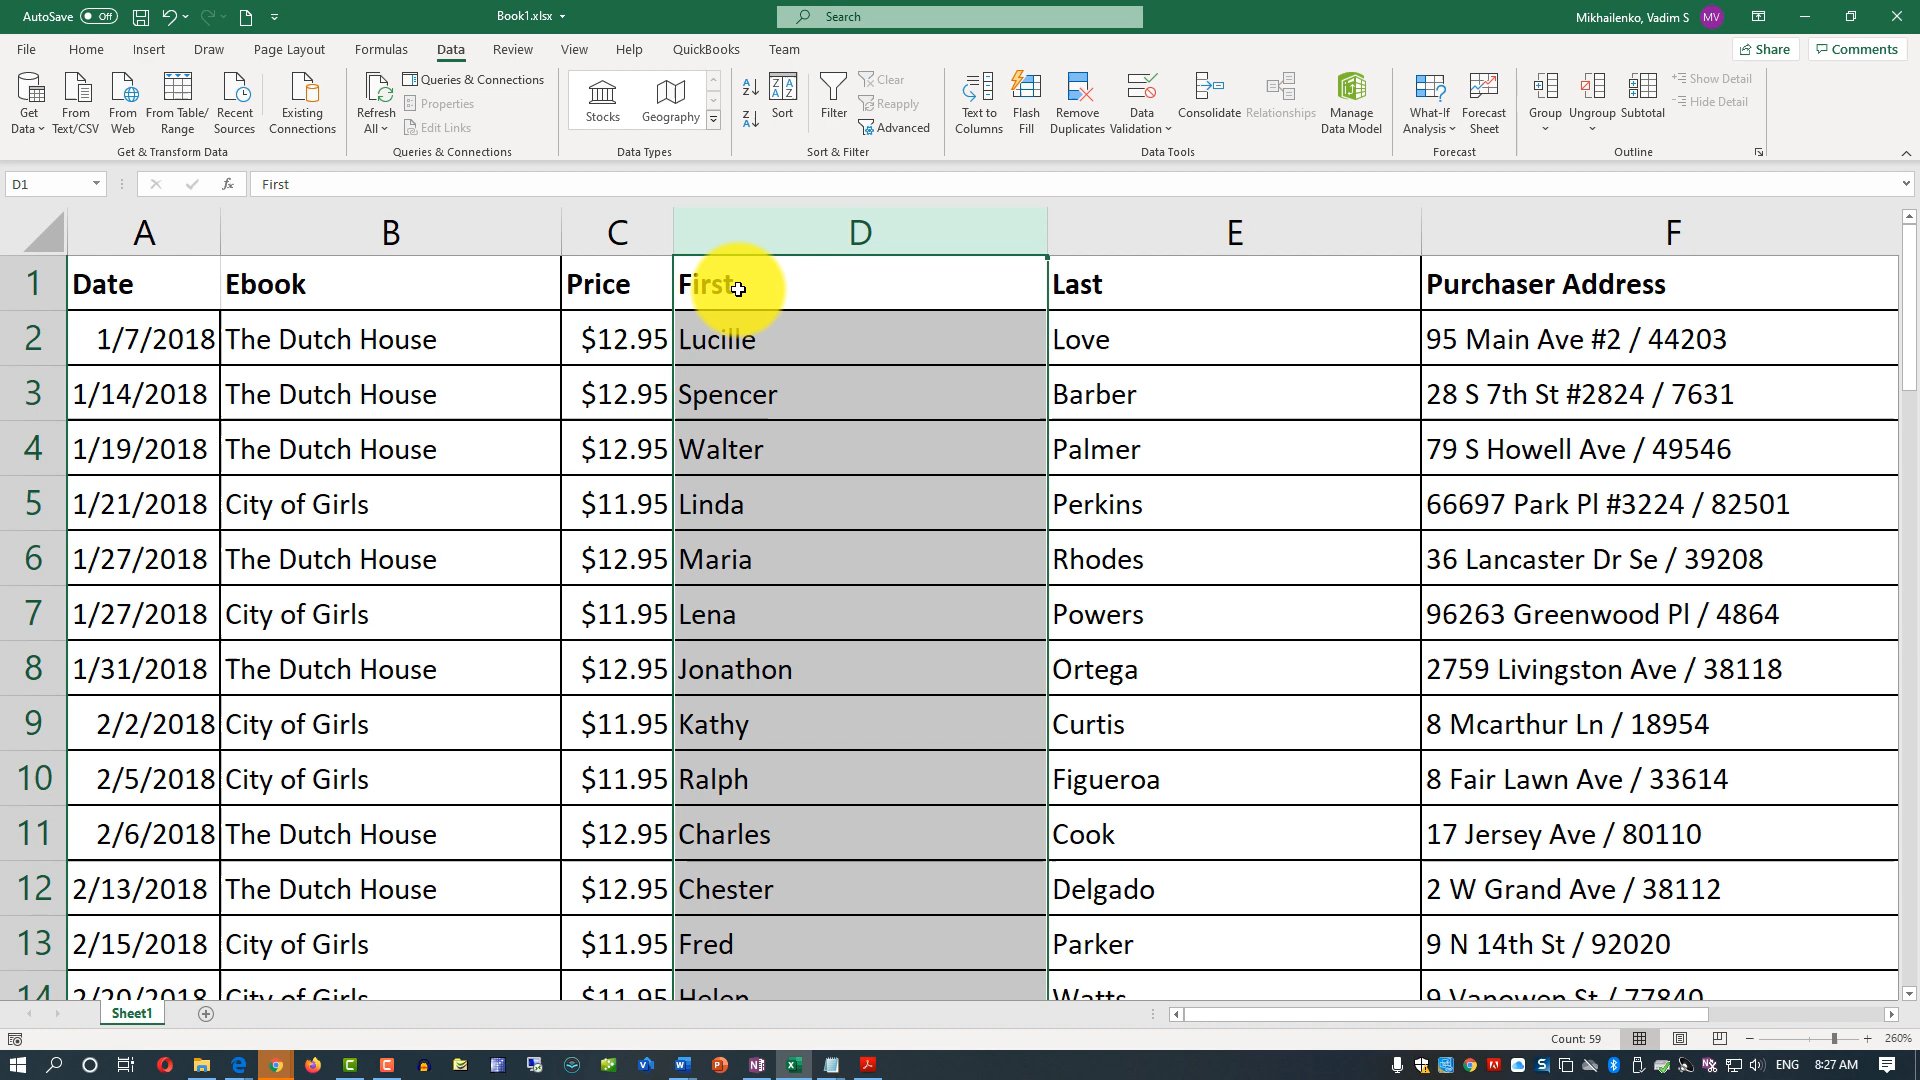 AutoSave Off Book1.xlsx Search Mikhailenko, Vadim S MV
File Home Insert Draw Page Layout Formulas Data Review View Help QuickBooks Team Share Comments
Get Data From Text/CSV From Web From Table/ Range Recent Sources Existing Connections
Get & Transform Data
Refresh All Queries & Connections Properties Edit Links
Queries & Connections
Stocks Geography
Data Types
Sort Filter Clear Reapply Advanced
Sort & Filter
Text to Columns Flash Fill Remove Duplicates Data Validation Consolidate Relationships Manage Data Model
Data Tools
What-If Analysis Forecast Sheet
Forecast
Group Ungroup Subtotal Show Detail Hide Detail
Outline
D1 fx First
A B C D E F
1 Date Ebook Price First Last Purchaser Address
2 1/7/2018 The Dutch House $12.95 Lucille Love 95 Main Ave #2 / 44203
3 1/14/2018 The Dutch House $12.95 Spencer Barber 28 S 7th St #2824 / 7631
4 1/19/2018 The Dutch House $12.95 Walter Palmer 79 S Howell Ave / 49546
5 1/21/2018 City of Girls $11.95 Linda Perkins 66697 Park Pl #3224 / 82501
6 1/27/2018 The Dutch House $12.95 Maria Rhodes 36 Lancaster Dr Se / 39208
7 1/27/2018 City of Girls $11.95 Lena Powers 96263 Greenwood Pl / 4864
8 1/31/2018 The Dutch House $12.95 Jonathon Ortega 2759 Livingston Ave / 38118
9 2/2/2018 City of Girls $11.95 Kathy Curtis 8 Mcarthur Ln / 18954
10 2/5/2018 City of Girls $11.95 Ralph Figueroa 8 Fair Lawn Ave / 33614
11 2/6/2018 The Dutch House $12.95 Charles Cook 17 Jersey Ave / 80110
12 2/13/2018 The Dutch House $12.95 Chester Delgado 2 W Grand Ave / 38112
13 2/15/2018 City of Girls $11.95 Fred Parker 9 N 14th St / 92020
14 2/20/2018 City of Girls $11.95 Helen Watts 9 Vanowen St / 77840
Sheet1
Count: 59 260%
ENG 8:27 AM